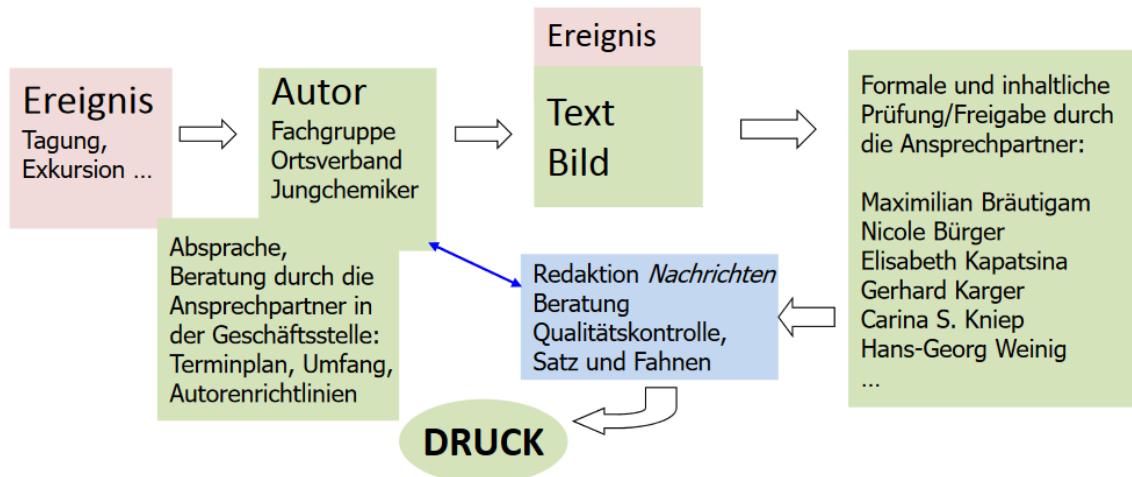 Ereignis
Tagung,
Exkursion ...
Autor
Fachgruppe
Ortsverband
Jungchemiker
Absprache,
Beratung durch die
Ansprechpartner in
der Geschäftsstelle:
Terminplan, Umfang,
Autorenrichtlinien
Ereignis
Text
Bild
Formale und inhaltliche
Prüfung/Freigabe durch
die Ansprechpartner:
Maximilian Bräutigam
Nicole Bürger
Elisabeth Kapatsina
Gerhard Karger
Carina S. Kniep
Hans-Georg Weinig
...
Redaktion Nachrichten
Beratung
Qualitätskontrolle,
Satz und Fahnen
DRUCK